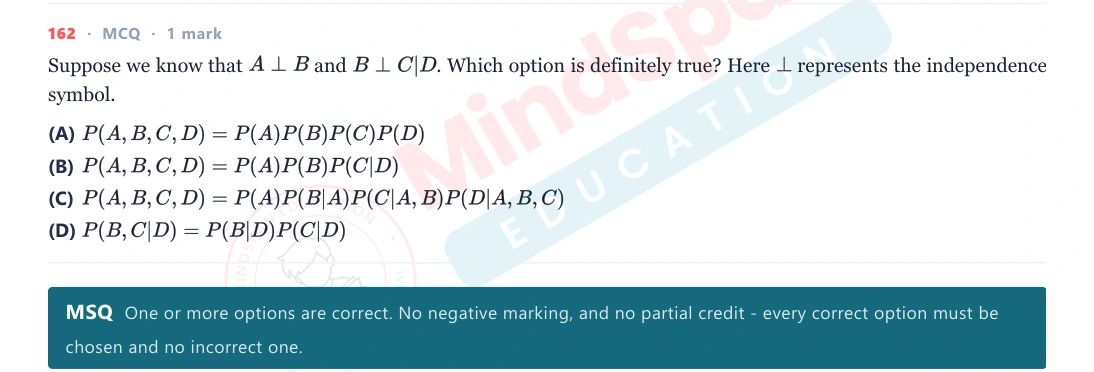 162 · MCQ · 1 mark
Suppose we know that A ⊥ B and B ⊥ C|D. Which option is definitely true? Here ⊥ represents the independence
symbol.
(A) P(A, B, C, D) = P(A)P(B)P(C)P(D)
(B) P(A, B, C, D) = P(A)P(B)P(C|D)
(C) P(A, B, C, D) = P(A)P(B|A)P(C|A, B)P(D|A, B, C)
(D) P(B, C|D) = P(B|D)P(C|D)
MindSp
EDUCATION
MSQ One or more options are correct. No negative marking, and no partial credit - every correct option must be
chosen and no incorrect one.